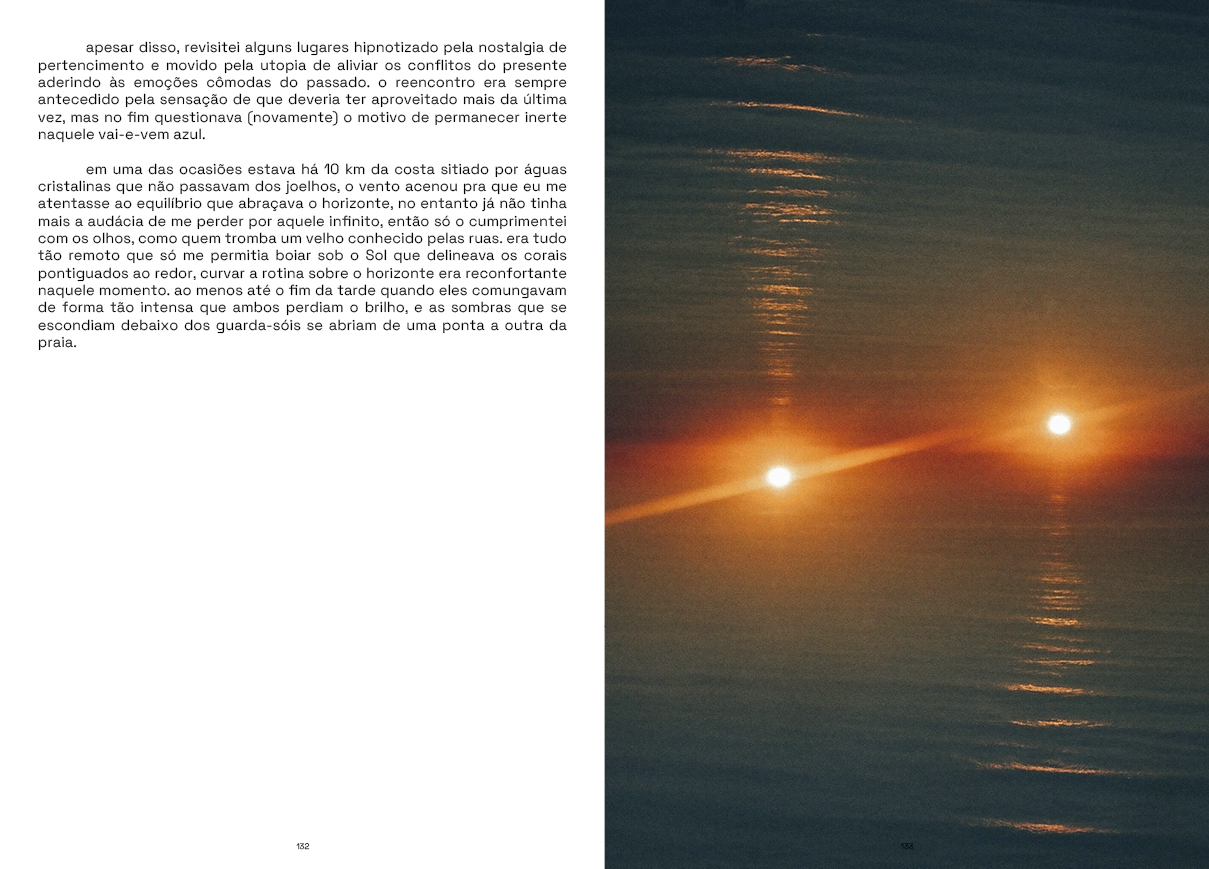 apesar disso, revisitei alguns lugares hipnotizado pela nostalgia de
pertencimento e movido pela utopia de aliviar os conflitos do presente
aderindo às emoções cômodas do passado. o reencontro era sempre
antecedido pela sensação de que deveria ter aproveitado mais da última
vez, mas no fim questionava (novamente) o motivo de permanecer inerte
naquele vai-e-vem azul.
em uma das ocasiões estava há 10 km da costa sitiado por águas
cristalinas que não passavam dos joelhos, o vento acenou pra que eu me
atentasse ao equilíbrio que abraçava o horizonte, no entanto já não tinha
mais a audácia de me perder por aquele infinito, então só o cumprimentei
com os olhos, como quem tromba um velho conhecido pelas ruas. era tudo
tão remoto que só me permitia boiar sob o Sol que delineava os corais
pontiguados ao redor, curvar a rotina sobre o horizonte era reconfortante
naquele momento. ao menos até o fim da tarde quando eles comungavam
de forma tão intensa que ambos perdiam o brilho, e as sombras que se
escondiam debaixo dos guarda-sóis se abriam de uma ponta a outra da
praia.
132
133